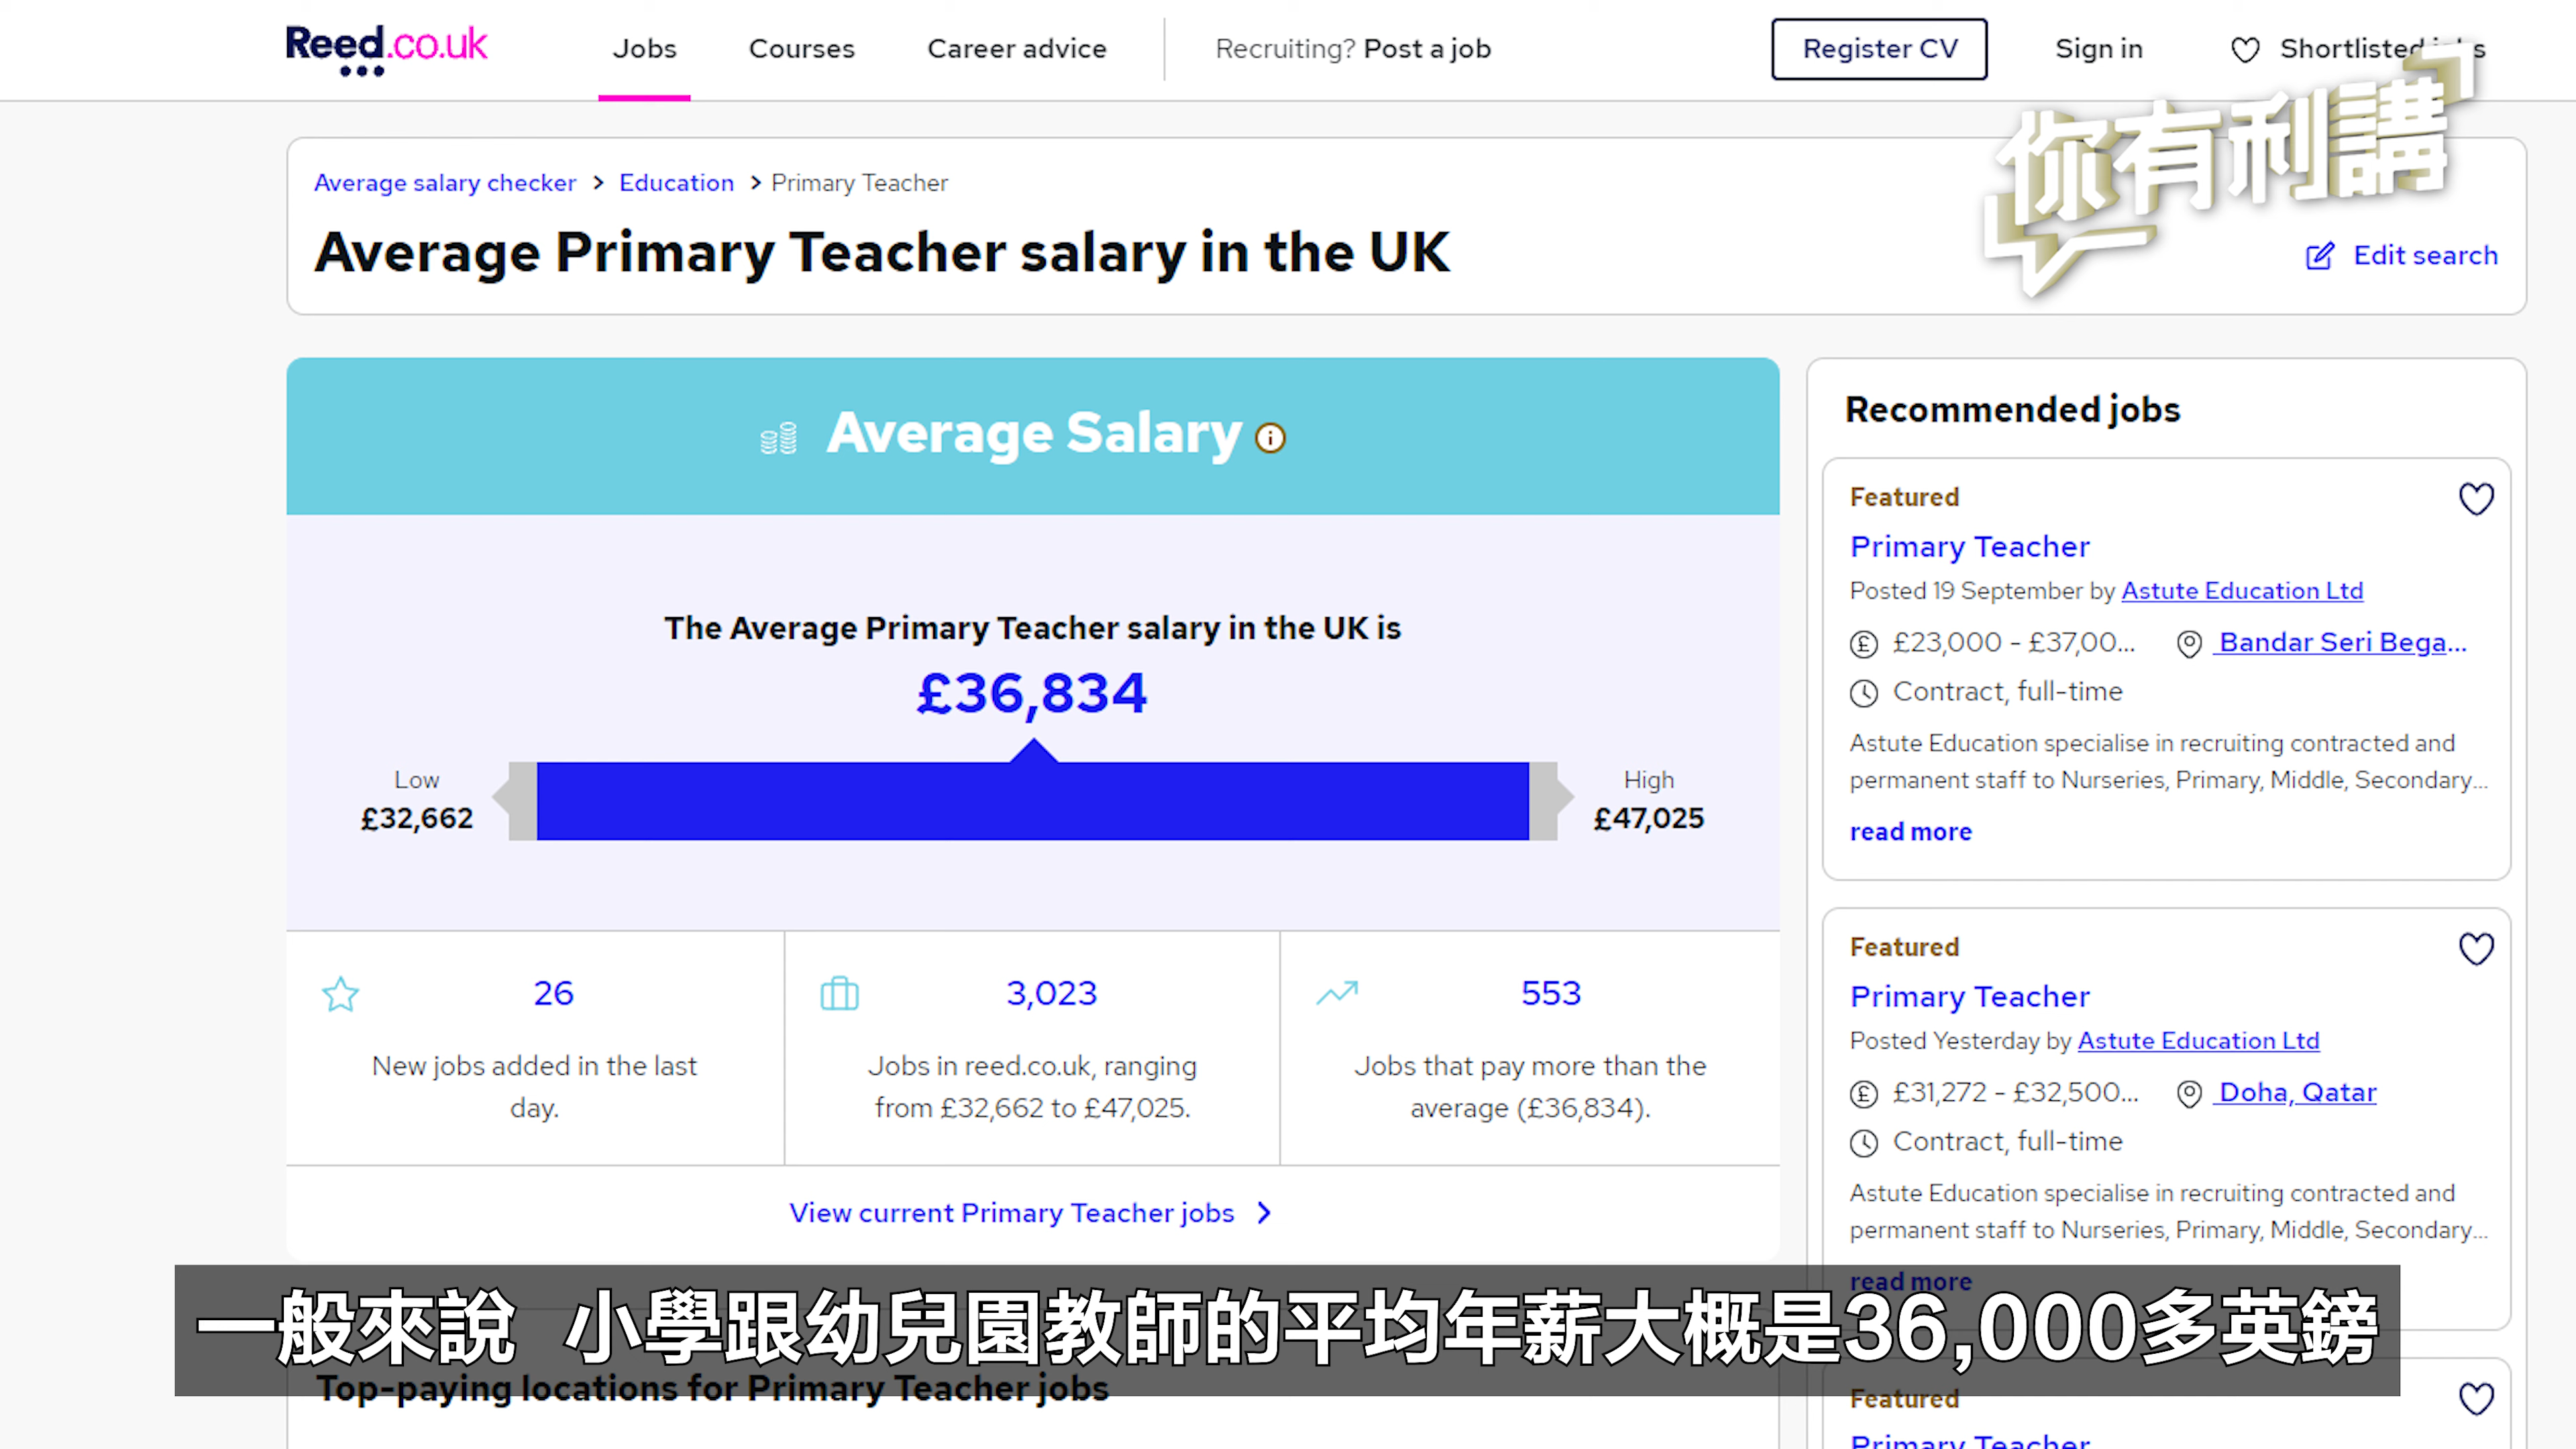 Reed.co.uk
Jobs
Courses
Career advice
Recruiting? Post a job
Register CV
Sign in
Shortlisted
你有利講
Average salary checker > Education > Primary Teacher
Average Primary Teacher salary in the UK
Edit search
Average Salary
The Average Primary Teacher salary in the UK is
£36,834
Low
£32,662
High
£47,025
26
New jobs added in the last
day.
3,023
Jobs in reed.co.uk, ranging
from £32,662 to £47,025.
553
Jobs that pay more than the
average (£36,834).
View current Primary Teacher jobs
Recommended jobs
Featured
Primary Teacher
Posted 19 September by Astute Education Ltd
£23,000 - £37,00...
Bandar Seri Bega...
Contract, full-time
Astute Education specialise in recruiting contracted and
permanent staff to Nurseries, Primary, Middle, Secondary...
read more
Featured
Primary Teacher
Posted Yesterday by Astute Education Ltd
£31,272 - £32,500...
Doha, Qatar
Contract, full-time
Astute Education specialise in recruiting contracted and
permanent staff to Nurseries, Primary, Middle, Secondary...
read more
一般來說 小學跟幼兒園教師的平均年薪大概是36,000多英鎊
Top-paying locations for Primary Teacher jobs
Featured
Primary Teacher